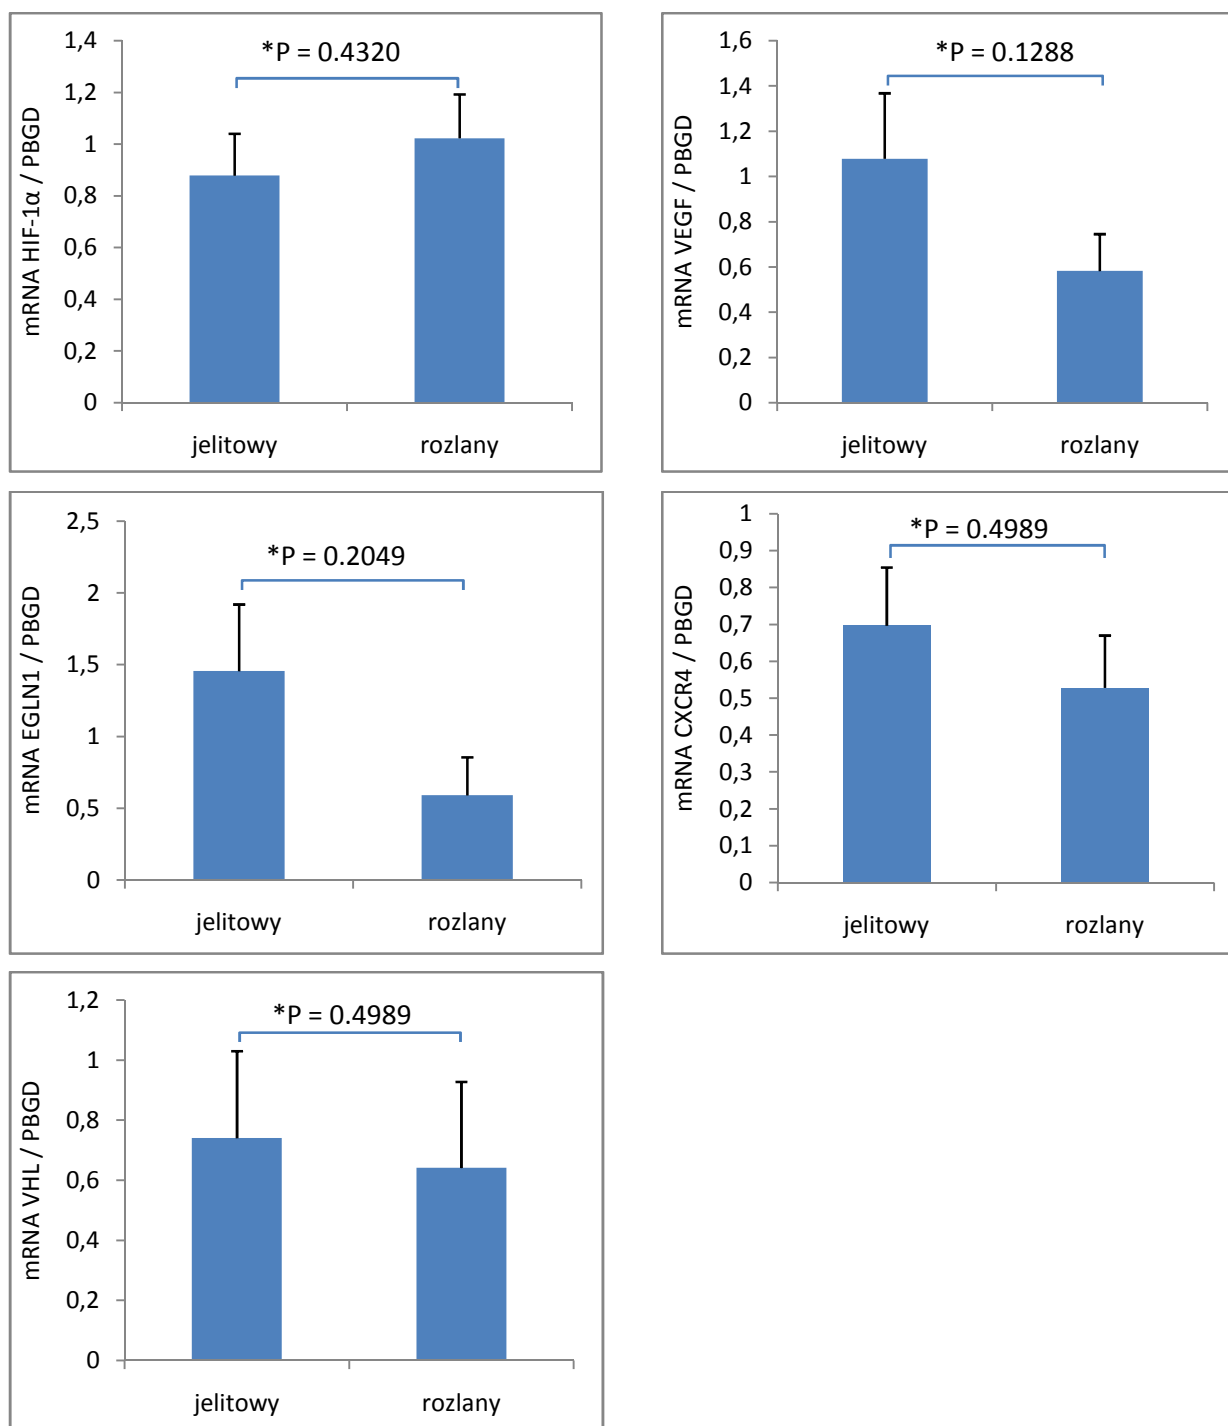 mRNA HIF-1α / PBGD
1,4
1,2
1
0,8
0,6
0,4
0,2
0
*P = 0.4320
jelitowy rozlany
mRNA VEGF / PBGD
1,6
1,4
1,2
1
0,8
0,6
0,4
0,2
0
*P = 0.1288
jelitowy rozlany
mRNA EGLN1 / PBGD
2,5
2
1,5
1
0,5
0
*P = 0.2049
jelitowy rozlany
mRNA CXCR4 / PBGD
1
0,9
0,8
0,7
0,6
0,5
0,4
0,3
0,2
0,1
0
*P = 0.4989
jelitowy rozlany
mRNA VHL / PBGD
1,2
1
0,8
0,6
0,4
0,2
0
*P = 0.4989
jelitowy rozlany